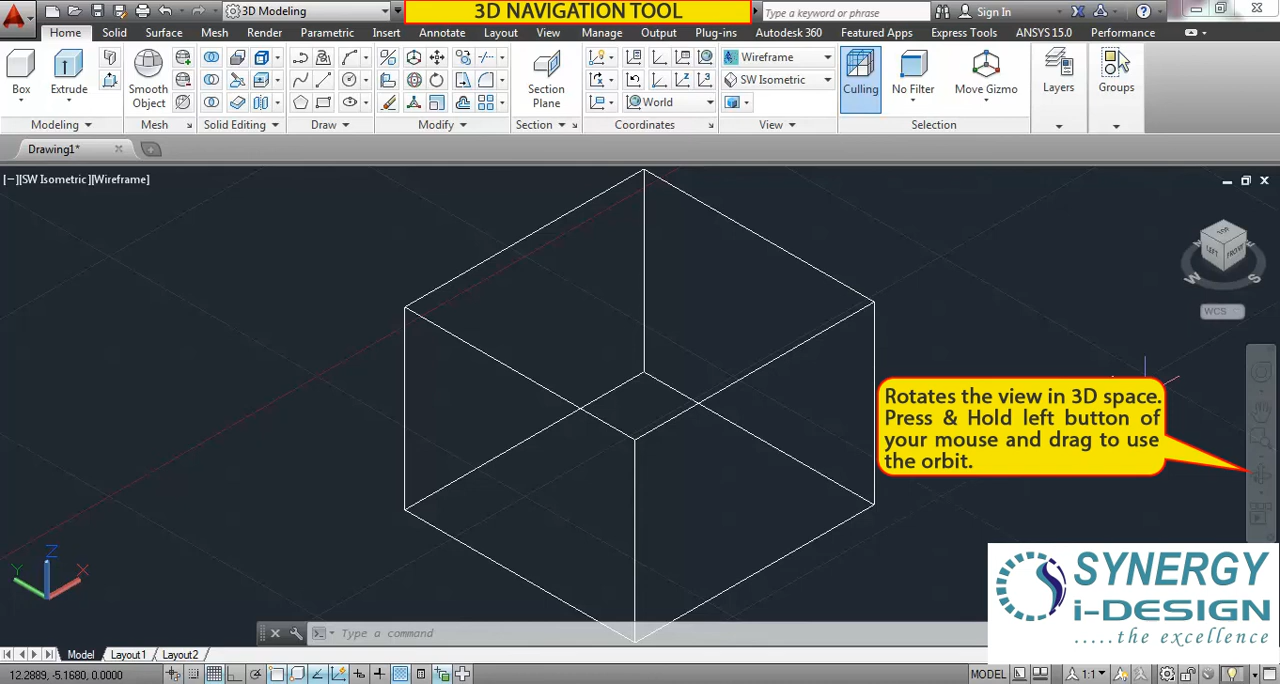 3D Modeling
3D NAVIGATION TOOL
Type a keyword or phrase
Sign In
Home Solid Surface Mesh Render Parametric Insert Annotate Layout View Manage Output Plug-ins Autodesk 360 Featured Apps Express Tools ANSYS 15.0 Performance
Box
Extrude
Smooth
Object
Section
Plane
Wireframe
SW Isometric
World
Culling
No Filter
Move Gizmo
Layers
Groups
Modeling Mesh Solid Editing Draw Modify Section Coordinates View Selection
Drawing1*
[−][SW Isometric][Wireframe]
TOP
LEFT
FRONT
W
S
E
WCS
Rotates the view in 3D space.
Press & Hold left button of
your mouse and drag to use
the orbit.
Z
Y
X
SYNERGY
i-DESIGN
.....the excellence
Type a command
Model Layout1 Layout2
12.2889, -5.1680, 0.0000
MODEL
1:1